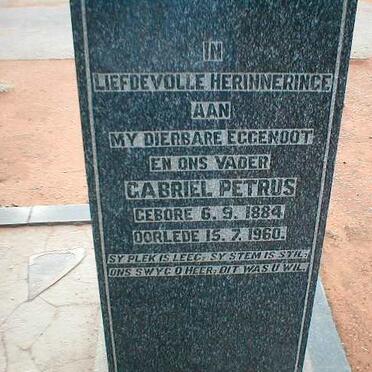 IN
LIEFDEVOLLE HERINNERINGE
AAN
MY DIERBARE EGGENOOT
EN ONS VADER
GABRIEL PETRUS
GEBORE 6.9.1884
OORLEDE 15.7.1960.
SY PLEK IS LEEG, SY STEM IS STIL;
ONS SWYG O HEER, DIT WAS U WIL.